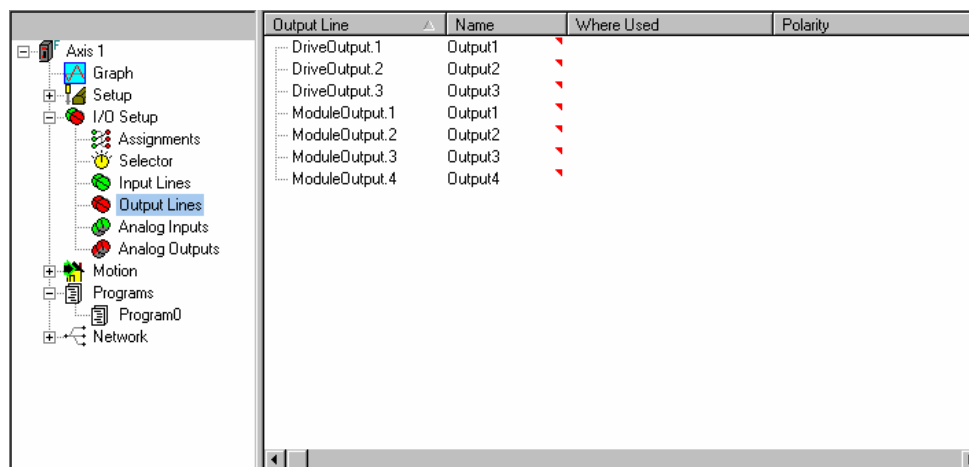 Axis 1
Graph
Setup
I/O Setup
Assignments
Selector
Input Lines
Output Lines
Analog Inputs
Analog Outputs
Motion
Programs
Program0
Network
Output Line Name Where Used Polarity
DriveOutput.1 Output1
DriveOutput.2 Output2
DriveOutput.3 Output3
ModuleOutput.1 Output1
ModuleOutput.2 Output2
ModuleOutput.3 Output3
ModuleOutput.4 Output4